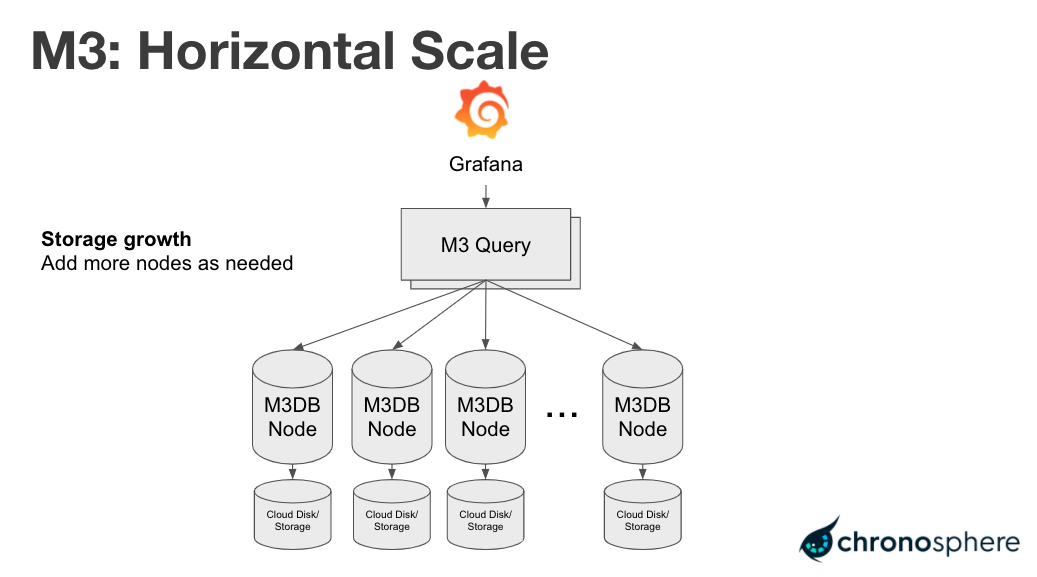 M3: Horizontal Scale
Grafana
Storage growth
Add more nodes as needed
M3 Query
M3DB
Node
M3DB
Node
M3DB
Node
...
M3DB
Node
Cloud Disk/
Storage
Cloud Disk/
Storage
Cloud Disk/
Storage
Cloud Disk/
Storage
chronosphere